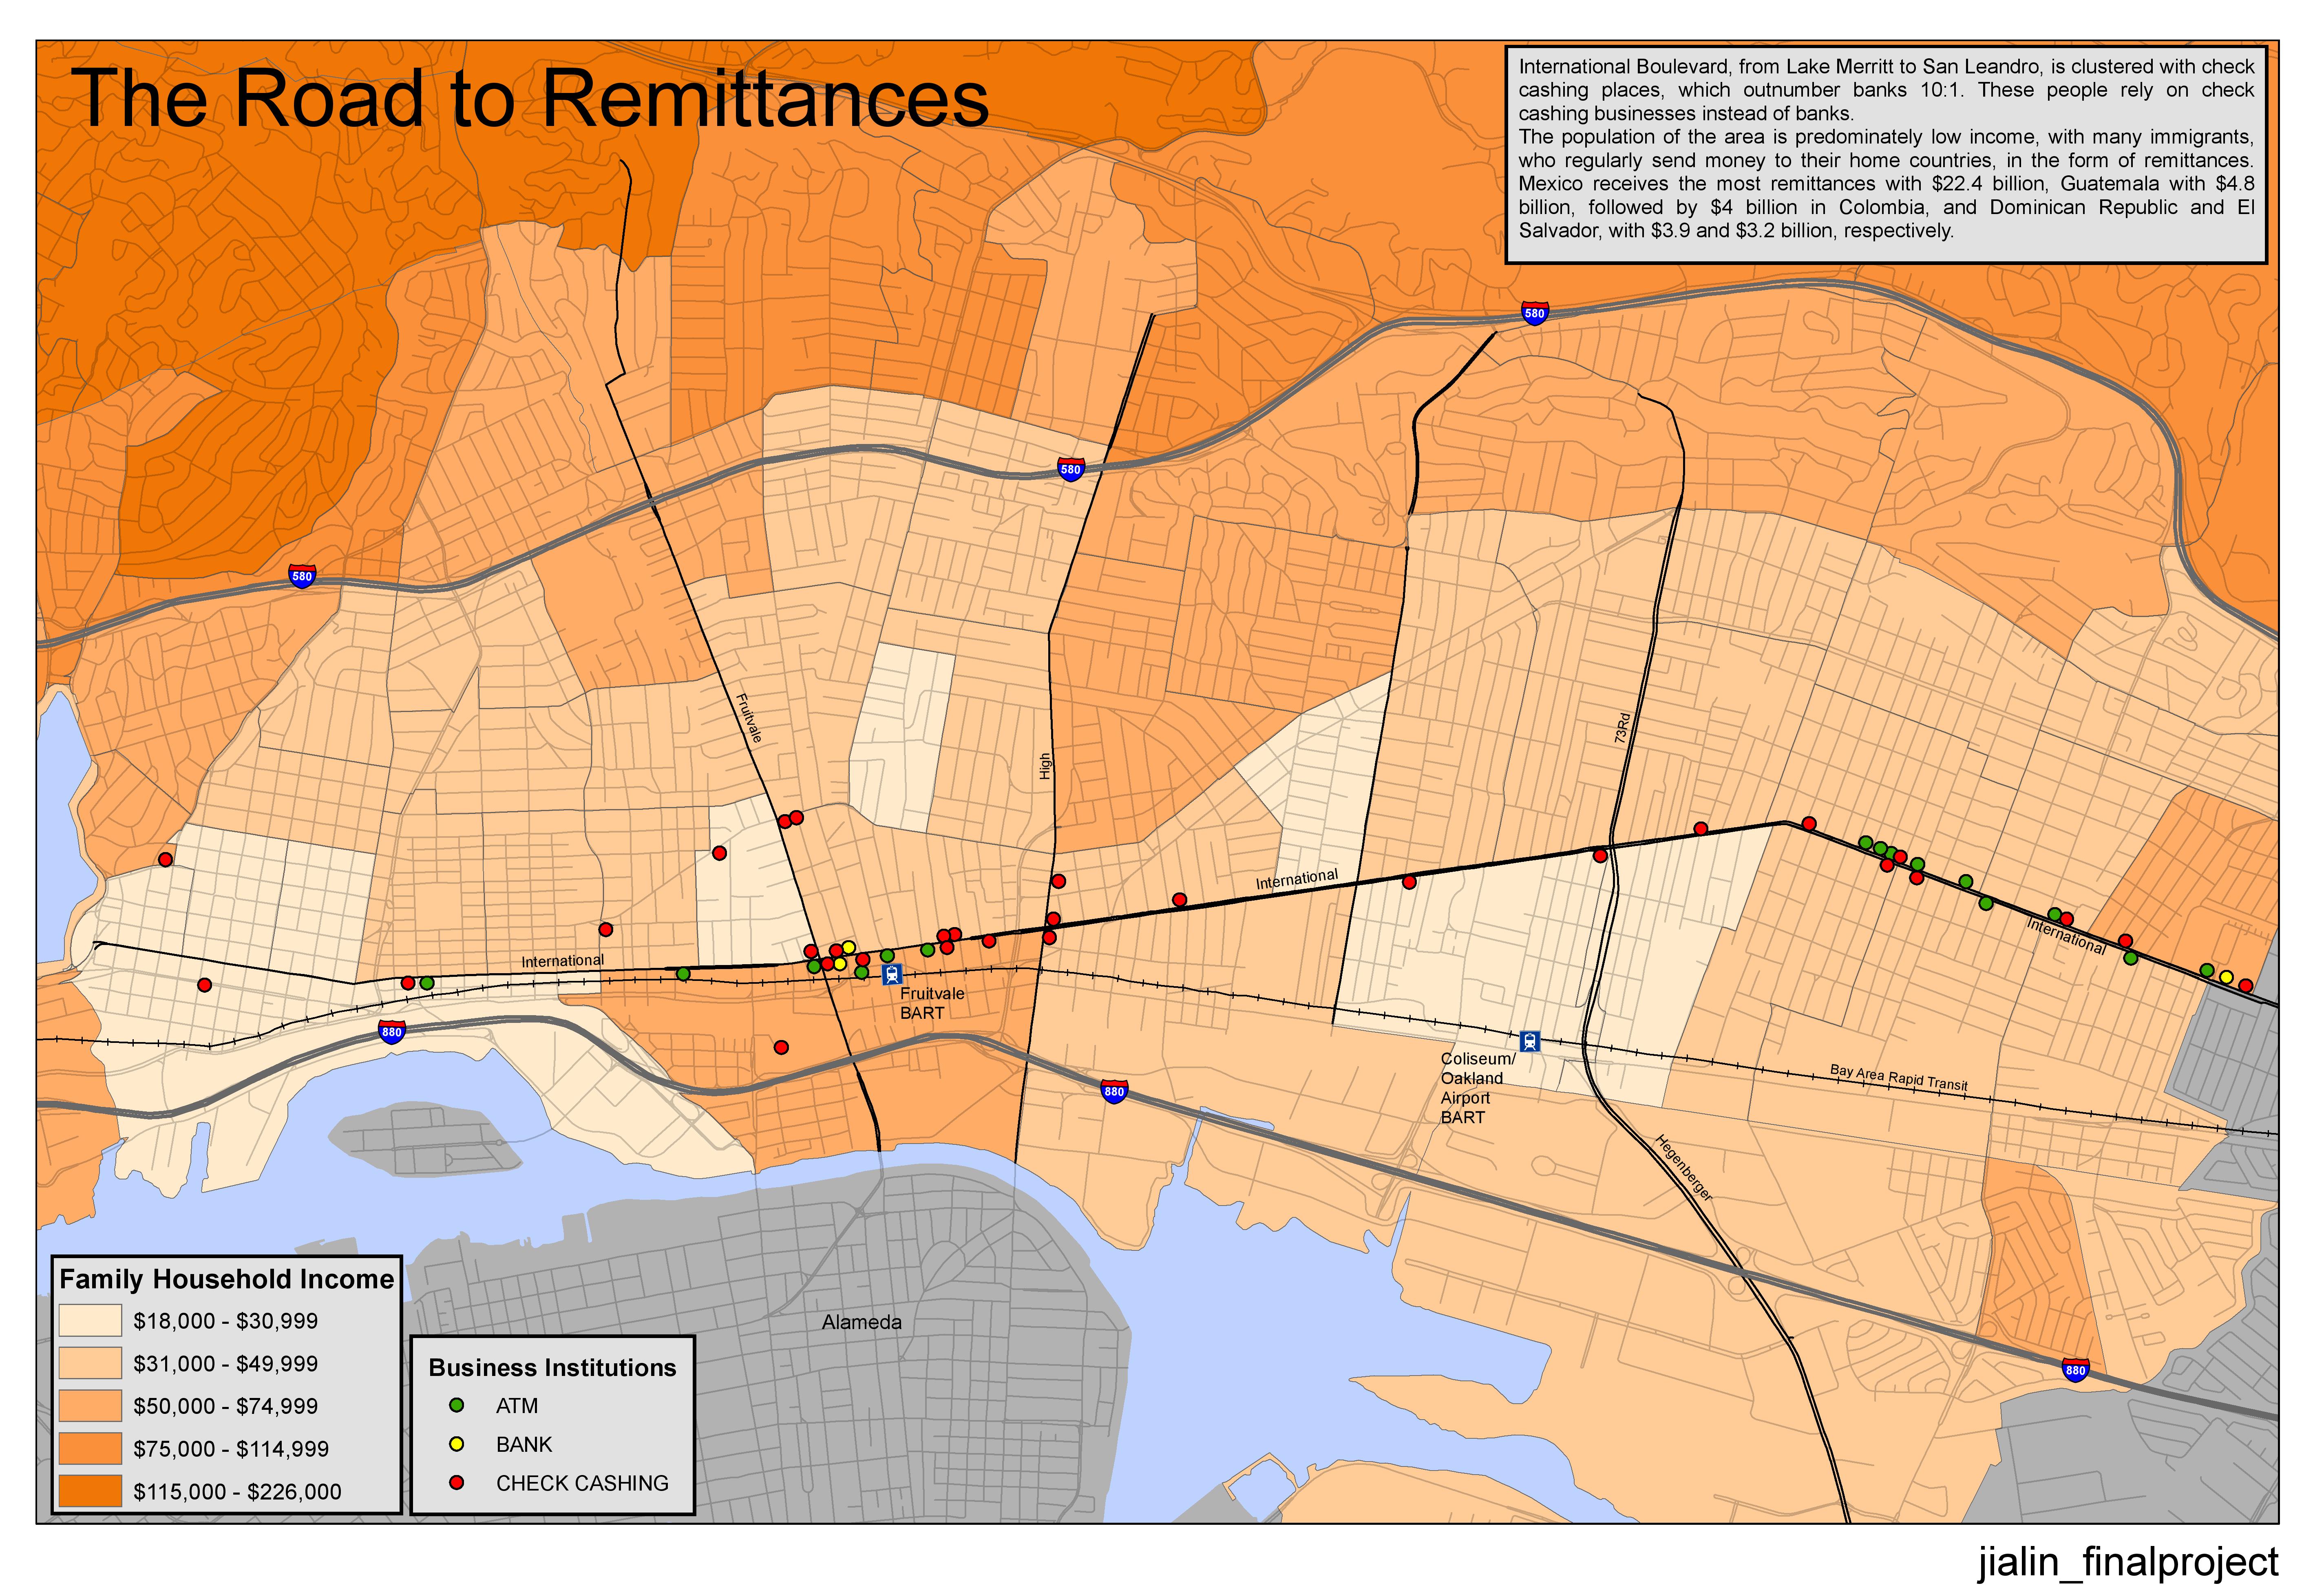 The Road to Remittances
International Boulevard, from Lake Merritt to San Leandro, is clustered with check
cashing places, which outnumber banks 10:1. These people rely on check
cashing businesses instead of banks.
The population of the area is predominately low income, with many immigrants,
who regularly send money to their home countries, in the form of remittances.
Mexico receives the most remittances with $22.4 billion, Guatemala with $4.8
billion, followed by $4 billion in Colombia, and Dominican Republic and El
Salvador, with $3.9 and $3.2 billion, respectively.
580
580
580
Fruitvale
High
73Rd
International
International
International
Fruitvale
BART
880
Coliseum/
Oakland
Airport
BART
880
Bay Area Rapid Transit
Hegenberger
Alameda
880
Family Household Income
$18,000 - $30,999
$31,000 - $49,999
$50,000 - $74,999
$75,000 - $114,999
$115,000 - $226,000
Business Institutions
ATM
BANK
CHECK CASHING
jialin_finalproject